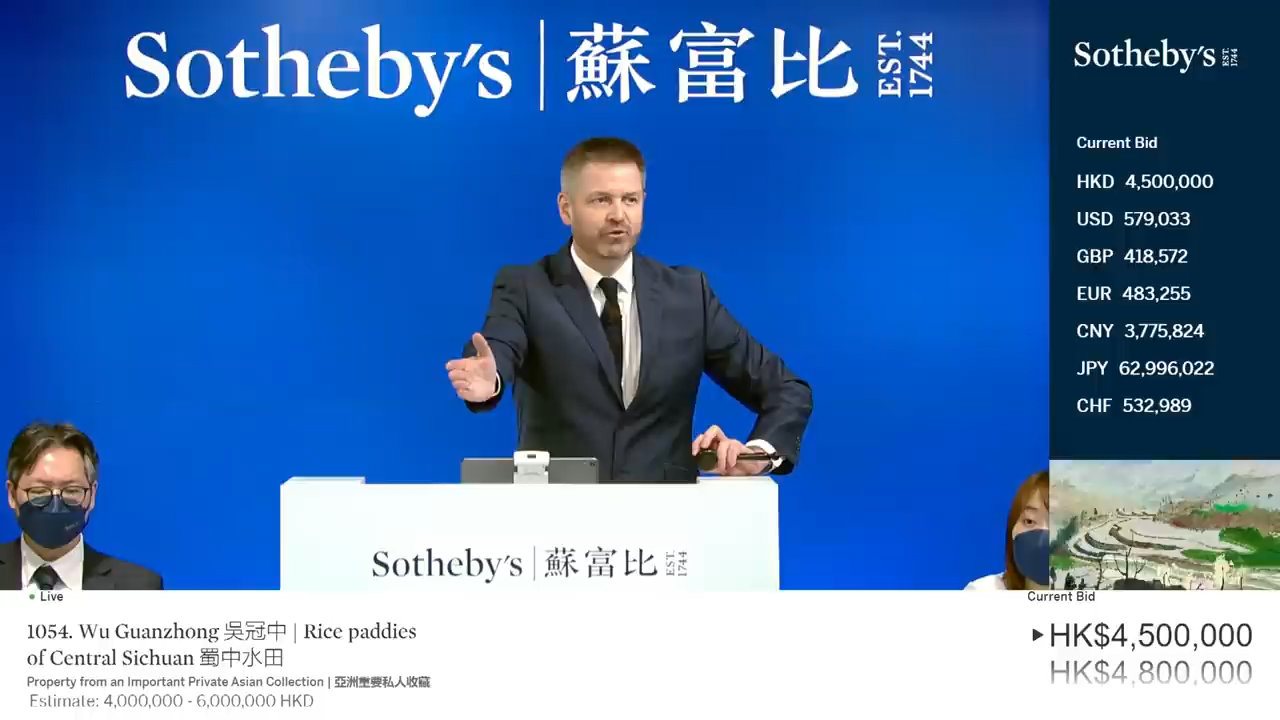 Sotheby's | 蘇富比 EST. 1744
Sotheby's EST. 1744
Current Bid
HKD 4,500,000
USD 579,033
GBP 418,572
EUR 483,255
CNY 3,775,824
JPY 62,996,022
CHF 532,989
Sotheby's | 蘇富比 EST. 1744
Live
1054. Wu Guanzhong 吳冠中 | Rice paddies
of Central Sichuan 蜀中水田
Property from an Important Private Asian Collection | 亞洲重要私人收藏
Estimate: 4,000,000 - 6,000,000 HKD
Current Bid
HK$4,500,000
HK$4,800,000